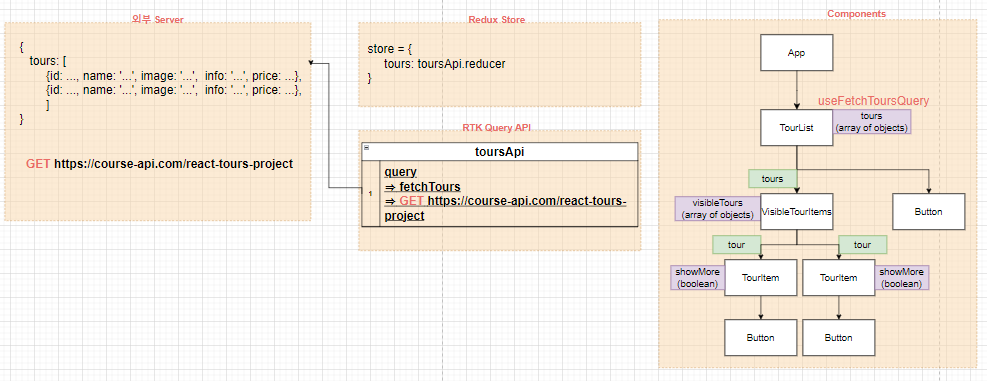 외부 Server
{
tours: [
{id: ..., name: '...', image: '...', info: '...', price: ...},
{id: ..., name: '...', image: '...', info: '...', price: ...},
]
}
GET https://course-api.com/react-tours-project
Redux Store
store = {
tours: toursApi.reducer
}
RTK Query API
toursApi
1
query
=> fetchTours
=> GET https://course-api.com/react-tours-
project
Components
App
useFetchToursQuery
TourList
tours
(array of objects)
tours
visibleTours
(array of objects)
VisibleTourItems
Button
tour
tour
showMore
(boolean)
TourItem
TourItem
showMore
(boolean)
Button
Button